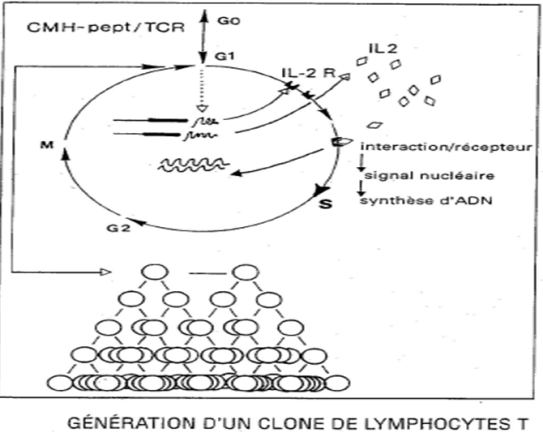 CMH-pept/TCR
G0
G1
IL-2 R
IL2
M
interaction/récepteur
signal nucléaire
synthèse d'ADN
S
G2
GÉNÉRATION D'UN CLONE DE LYMPHOCYTES T